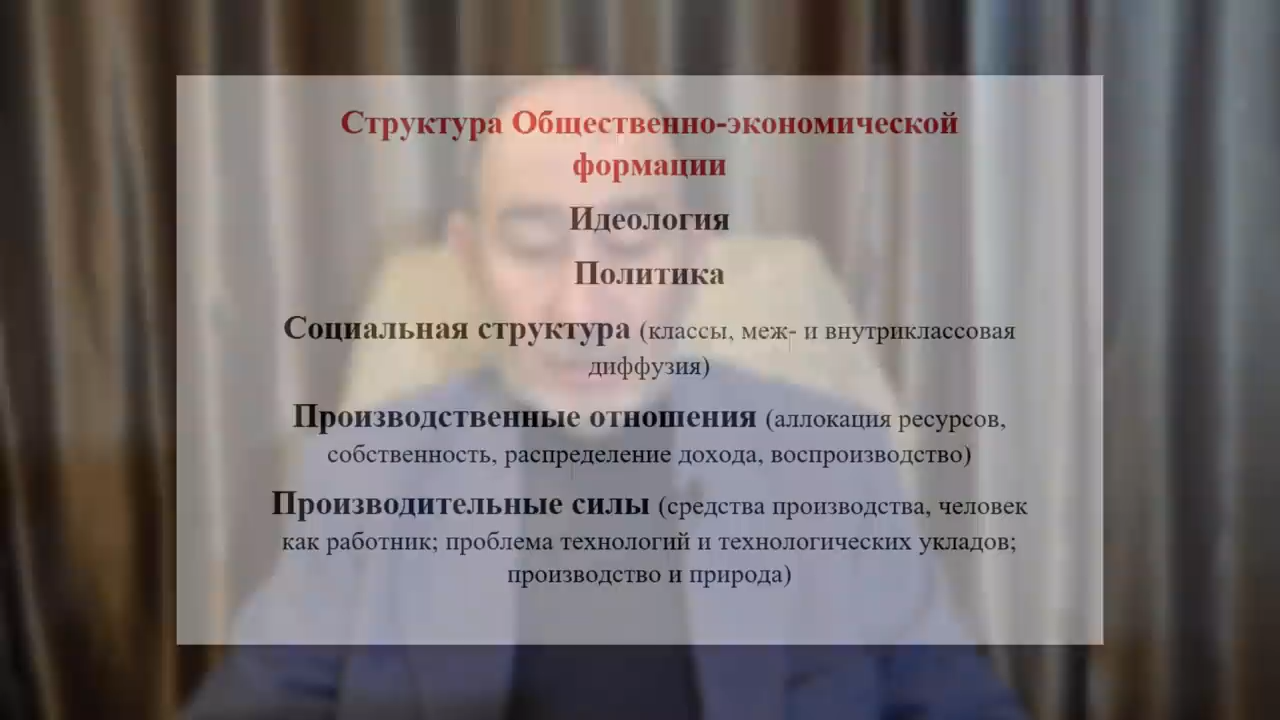 Структура Общественно-экономической
формации
Идеология
Политика
Социальная структура (классы, меж- и внутриклассовая
диффузия)
Производственные отношения (аллокация ресурсов,
собственность, распределение дохода, воспроизводство)
Производительные силы (средства производства, человек
как работник; проблема технологий и технологических укладов;
производство и природа)